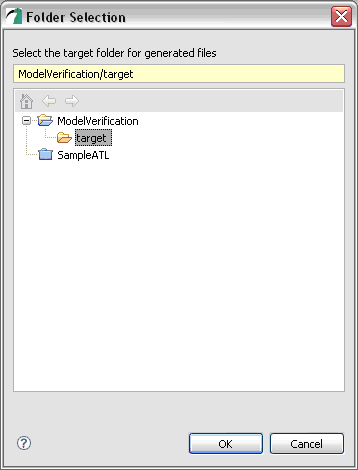 Folder Selection
Select the target folder for generated files
ModelVerification/target
ModelVerification
target
SampleATL
OK
Cancel